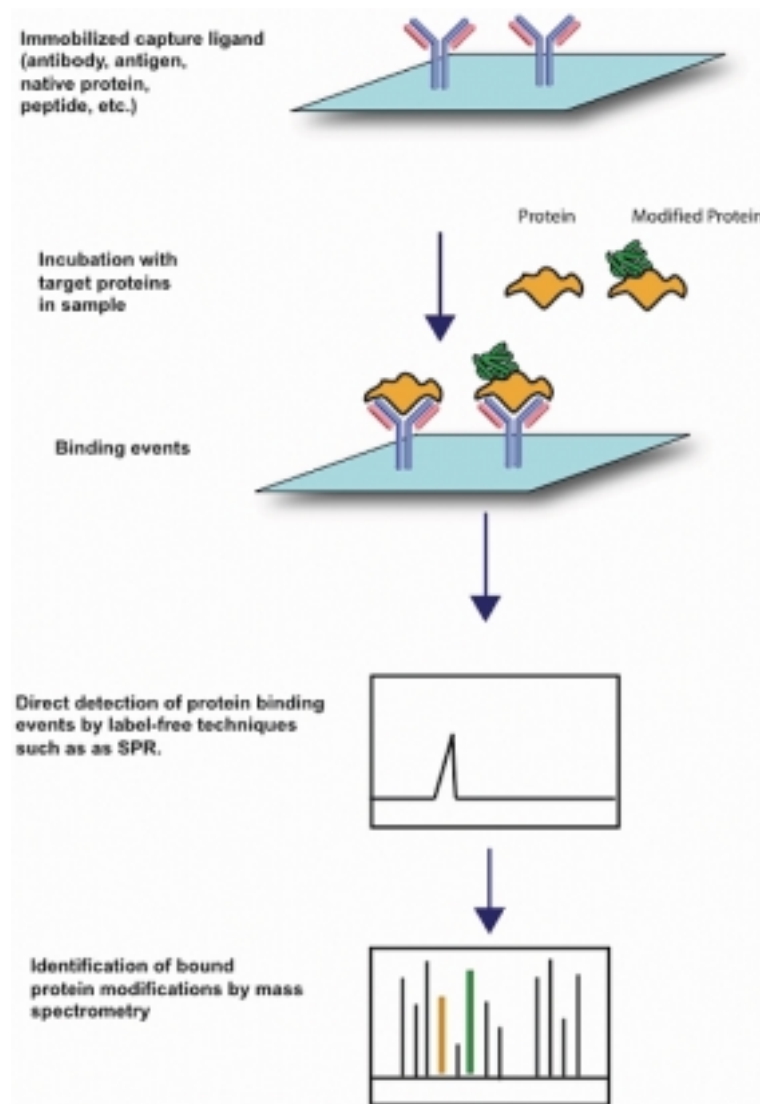 Immobilized capture ligand
(antibody, antigen,
native protein,
peptide, etc.)
Protein
Modified Protein
Incubation with
target proteins
in sample
Binding events
Direct detection of protein binding
events by label-free techniques
such as as SPR.
Identification of bound
protein modifications by mass
spectrometry